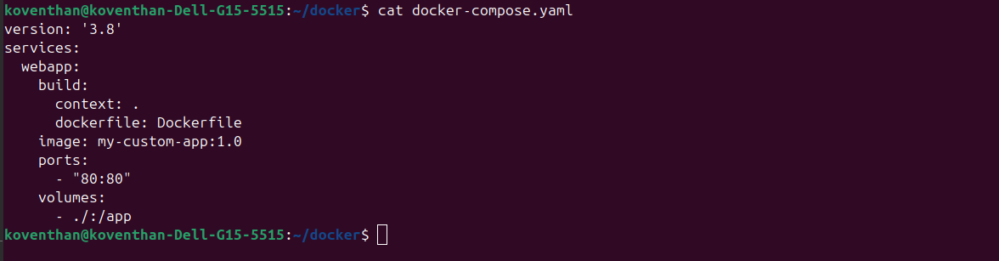 koventhan@koventhan-Dell-G15-5515:~/docker$ cat docker-compose.yaml
version: '3.8'
services:
  webapp:
    build:
      context: .
      dockerfile: Dockerfile
    image: my-custom-app:1.0
    ports:
      - "80:80"
    volumes:
      - ./:/app
koventhan@koventhan-Dell-G15-5515:~/docker$